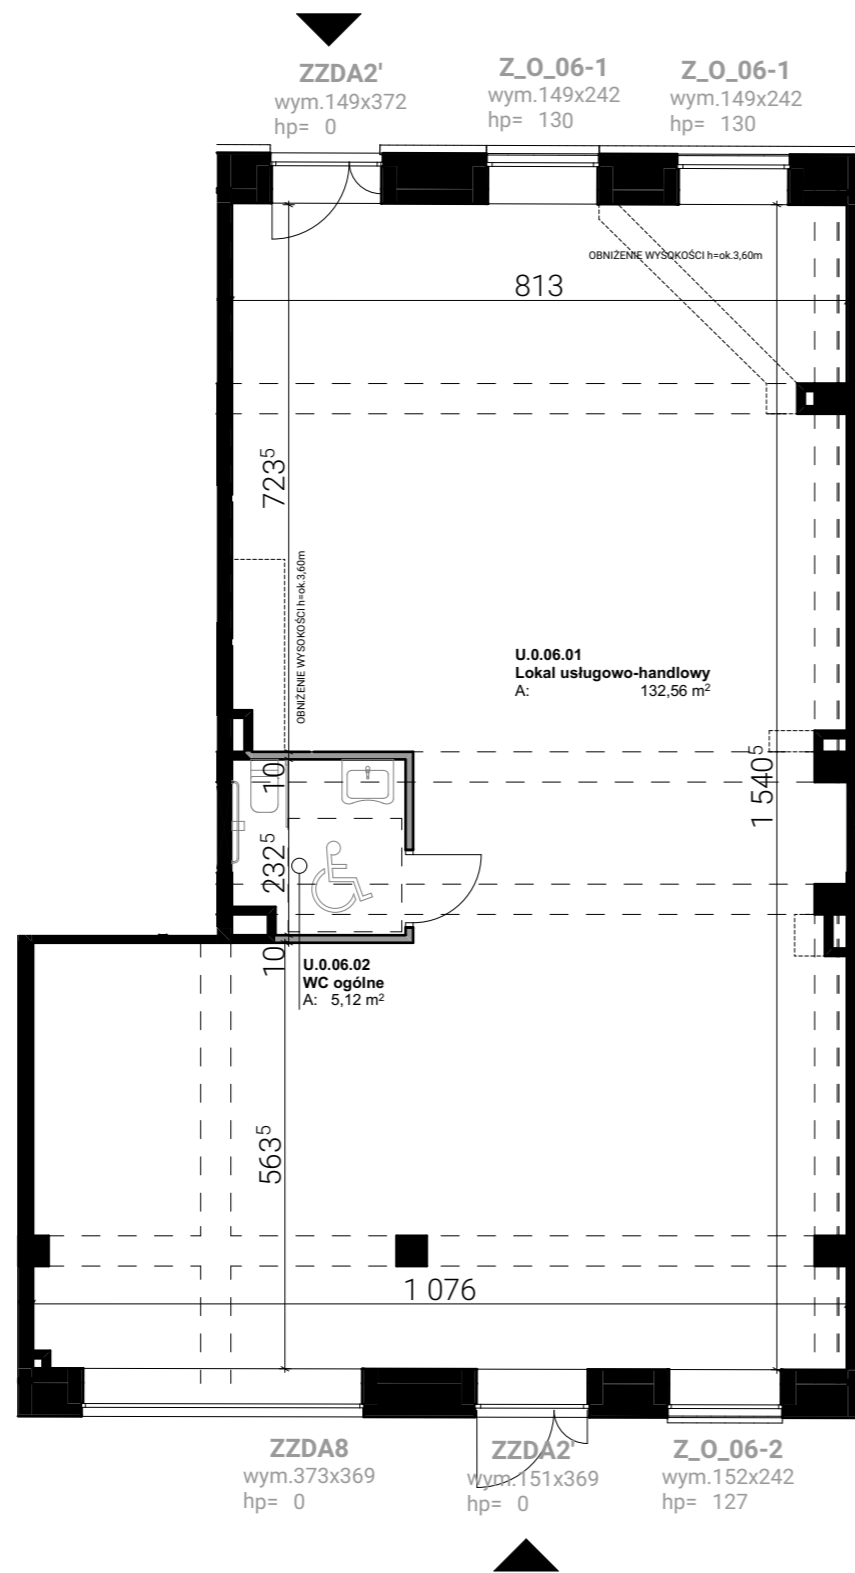 ZZDA2'
wym.149x372
hp= 0
Z_O_06-1
wym.149x242
hp= 130
Z_O_06-1
wym.149x242
hp= 130
OBNIŻENIE WYSOKOŚCI h=ok.3,60m
813
723⁵
OBNIŻENIE WYSOKOŚCI h=ok.3,60m
U.0.06.01
Lokal usługowo-handlowy
A: 132,56 m²
10
1 540⁵
232⁵
10
U.0.06.02
WC ogólne
A: 5,12 m²
563⁵
1 076
ZZDA8
wym.373x369
hp= 0
ZZDA2'
wym.151x369
hp= 0
Z_O_06-2
wym.152x242
hp= 127